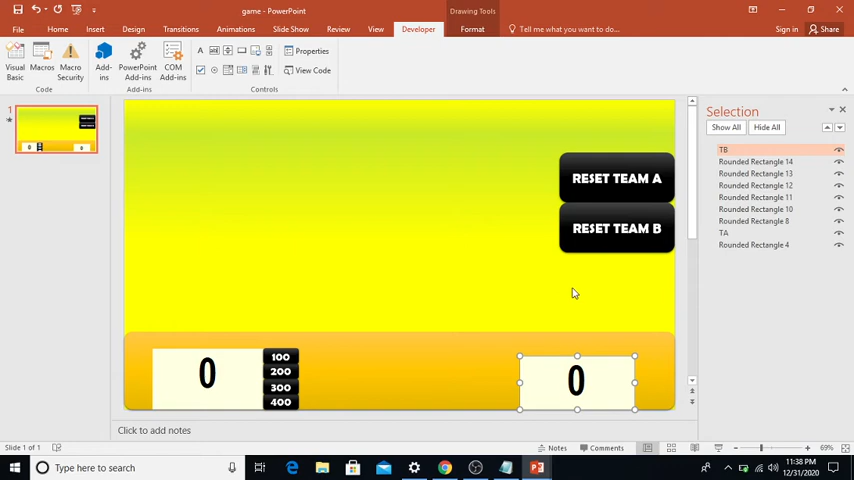 game - PowerPoint
Drawing Tools
File Home Insert Design Transitions Animations Slide Show Review View Developer Format Tell me what you want to do... Sign in Share
Visual Basic
Macros
Macro Security
Code
Add-ins
PowerPoint Add-ins
COM Add-ins
Add-ins
Properties
View Code
Controls
1
RESET TEAM A
RESET TEAM B
0
100
200
300
400
0
Selection
Show All Hide All
TB
Rounded Rectangle 14
Rounded Rectangle 13
Rounded Rectangle 12
Rounded Rectangle 11
Rounded Rectangle 10
Rounded Rectangle 8
TA
Rounded Rectangle 4
Click to add notes
Slide 1 of 1
Notes Comments 69%
Type here to search
11:38 PM
12/31/2020